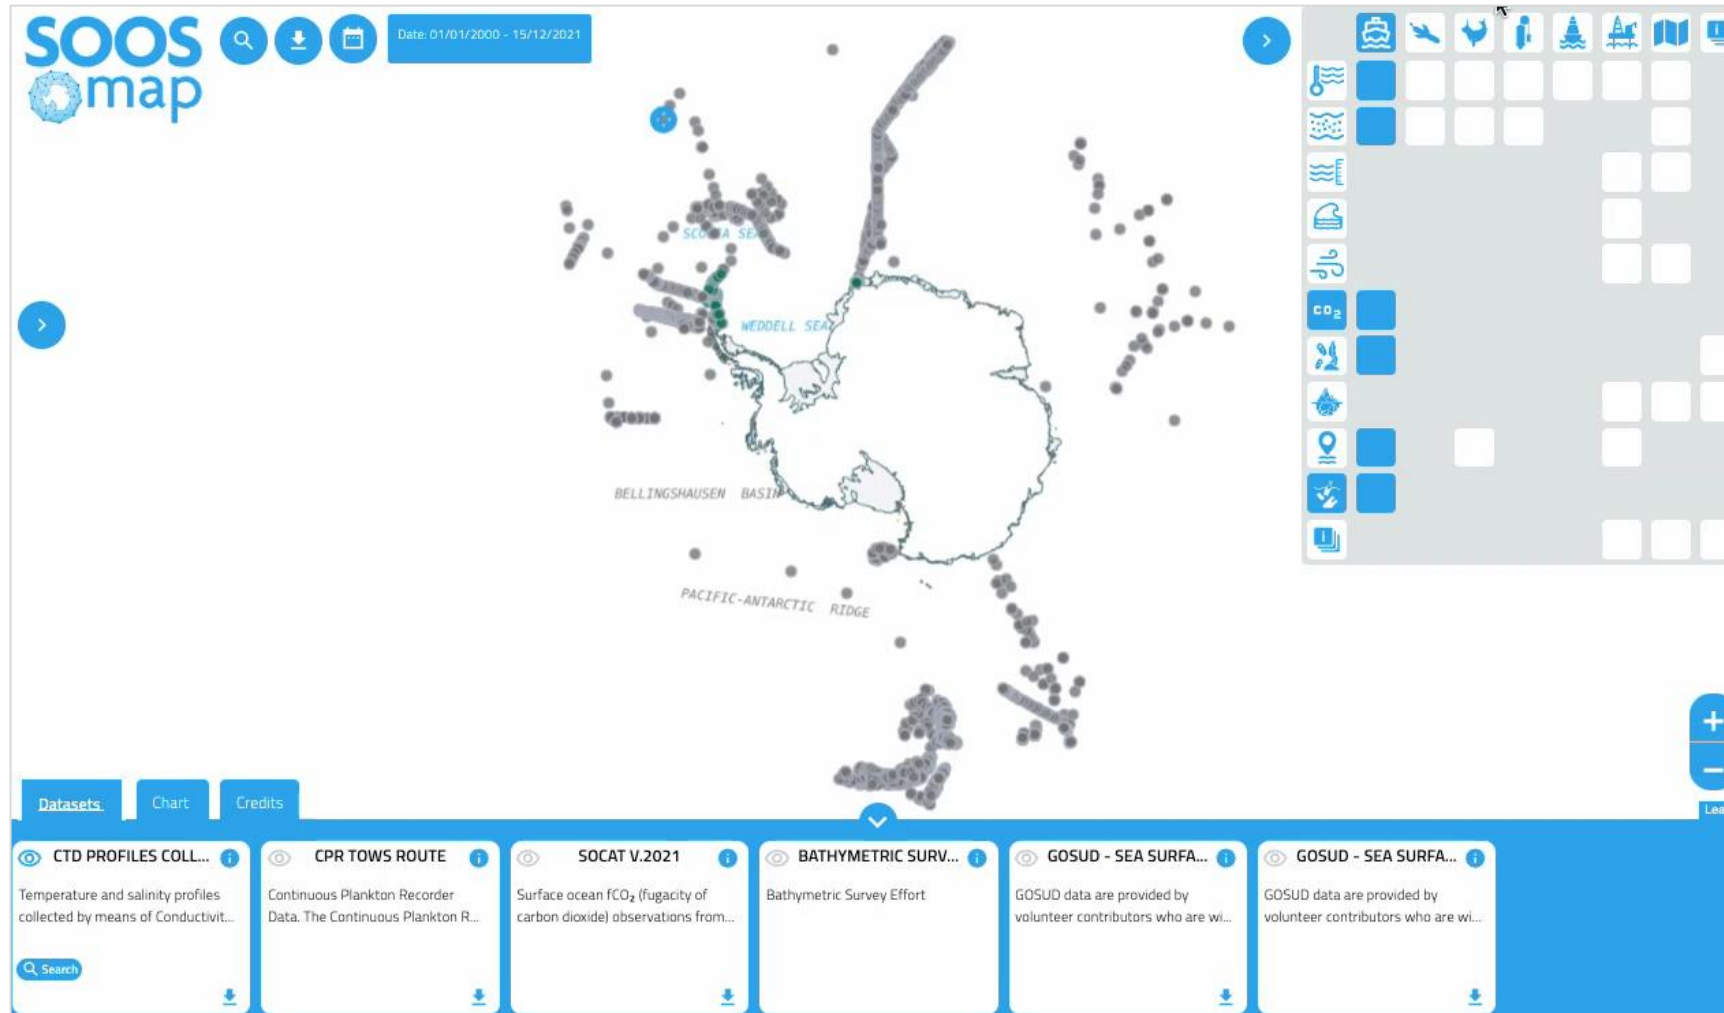 SOOS
map
Date: 01/01/2000 - 15/12/2021
SCOTIA SEA
WEDDELL SEA
BELLINGSHAUSEN BASIN
PACIFIC-ANTARCTIC RIDGE
CO₂
+
−
Lea
Datasets
Chart
Credits
CTD PROFILES COLL...
Temperature and salinity profiles
collected by means of Conductivit...
Search
CPR TOWS ROUTE
Continuous Plankton Recorder
Data. The Continuous Plankton R...
SOCAT V.2021
Surface ocean fCO₂ (fugacity of
carbon dioxide) observations from...
BATHYMETRIC SURV...
Bathymetric Survey Effort
GOSUD - SEA SURFA...
GOSUD data are provided by
volunteer contributors who are wi...
GOSUD - SEA SURFA...
GOSUD data are provided by
volunteer contributors who are wi...